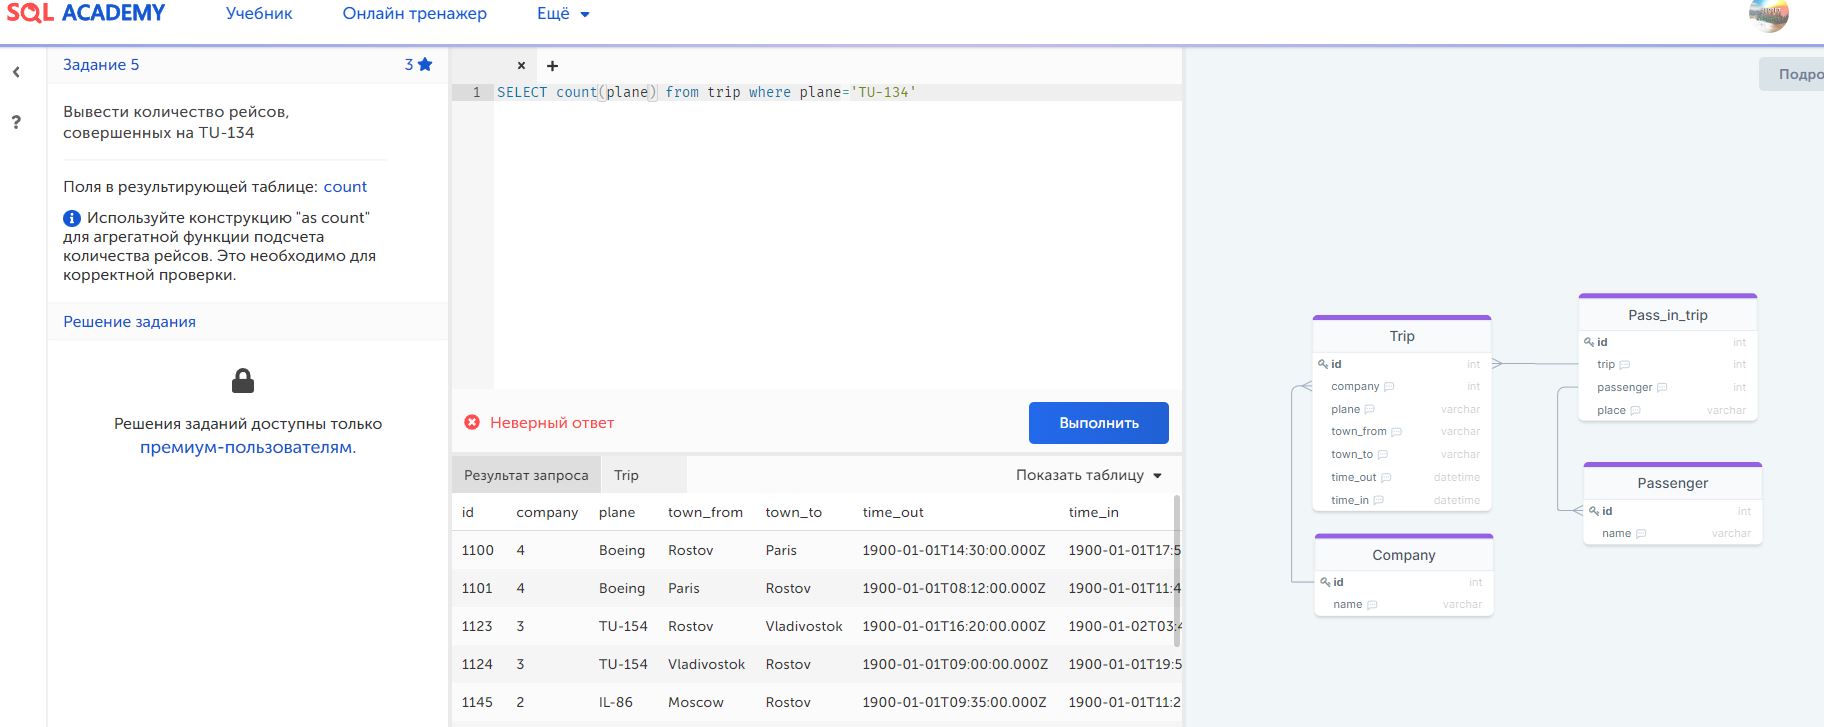 SQL ACADEMY Учебник Онлайн тренажер Ещё
Задание 5 3
Вывести количество рейсов,
совершенных на TU-134
Поля в результирующей таблице: count
Используйте конструкцию "as count"
для агрегатной функции подсчета
количества рейсов. Это необходимо для
корректной проверки.
Решение задания
Решения заданий доступны только
премиум-пользователям.
? 
× +
1 SELECT count(plane) from trip where plane='TU-134'
Неверный ответ Выполнить
Результат запроса Trip Показать таблицу
id company plane town_from town_to time_out time_in
1100 4 Boeing Rostov Paris 1900-01-01T14:30:00.000Z 1900-01-01T17:5
1101 4 Boeing Paris Rostov 1900-01-01T08:12:00.000Z 1900-01-01T11:4
1123 3 TU-154 Rostov Vladivostok 1900-01-01T16:20:00.000Z 1900-01-02T03:4
1124 3 TU-154 Vladivostok Rostov 1900-01-01T09:00:00.000Z 1900-01-01T19:5
1145 2 IL-86 Moscow Rostov 1900-01-01T09:35:00.000Z 1900-01-01T11:2
Подро
Trip
id int
company int
plane varchar
town_from varchar
town_to varchar
time_out datetime
time_in datetime
Company
id int
name varchar
Pass_in_trip
id int
trip int
passenger int
place varchar
Passenger
id int
name varchar